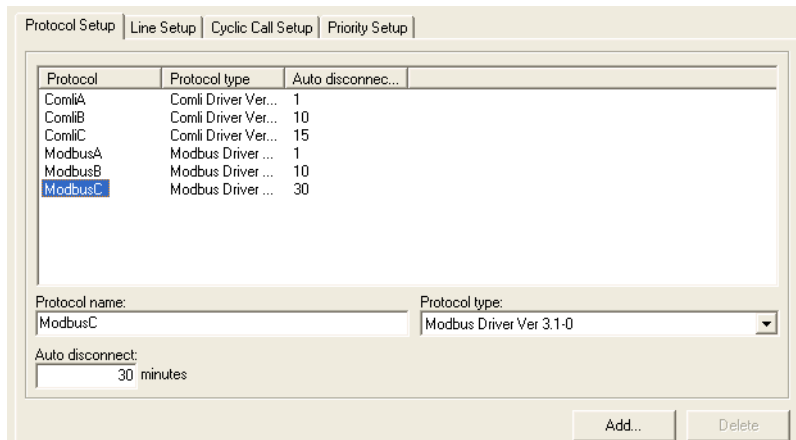 Protocol Setup Line Setup Cyclic Call Setup Priority Setup
Protocol Protocol type Auto disconnec...
ComliA Comli Driver Ver... 1
ComliB Comli Driver Ver... 10
ComliC Comli Driver Ver... 15
ModbusA Modbus Driver ... 1
ModbusB Modbus Driver ... 10
ModbusC Modbus Driver ... 30
Protocol name: Protocol type:
ModbusC Modbus Driver Ver 3.1-0
Auto disconnect:
30 minutes
Add... Delete